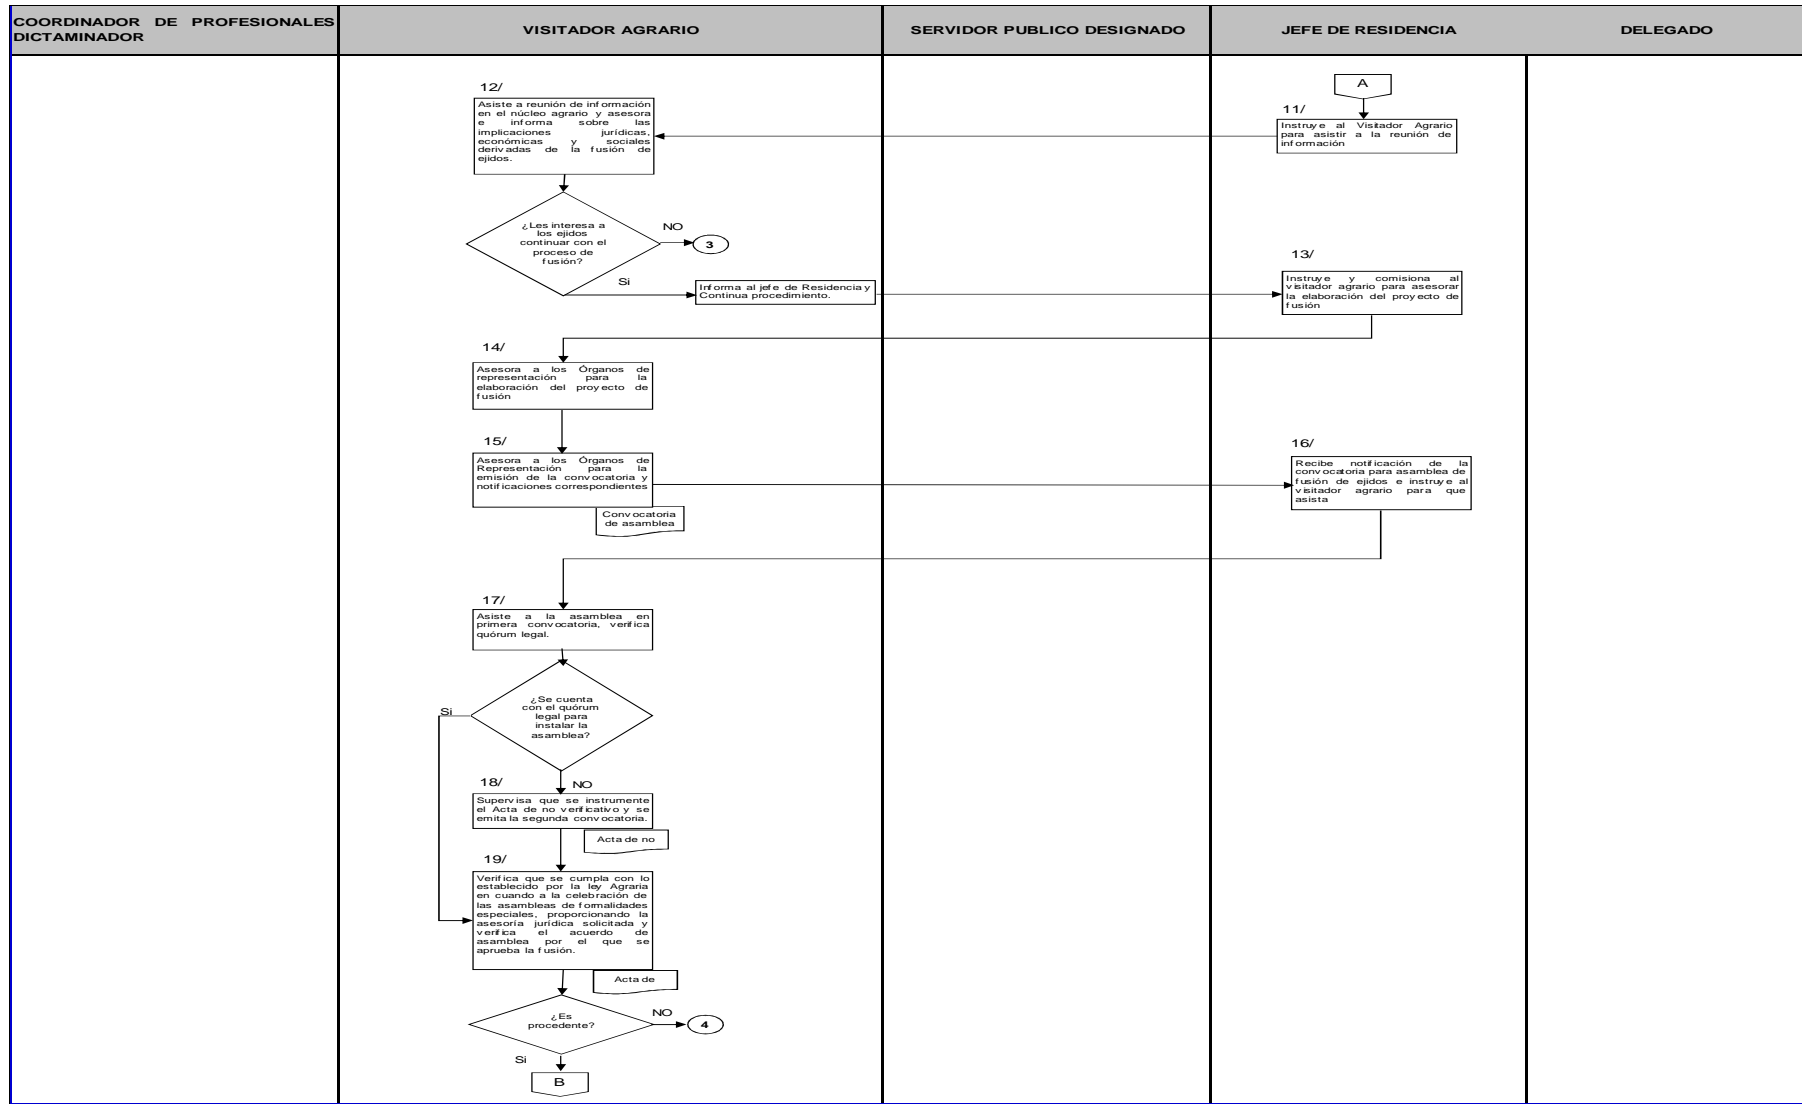 COORDINADOR DE PROFESIONALES
DICTAMINADOR
VISITADOR AGRARIO
SERVIDOR PUBLICO DESIGNADO
JEFE DE RESIDENCIA
DELEGADO
A
11/
Instruye al Visitador Agrario
para asistir a la reunión de
información
12/
Asiste a reunión de información
en el núcleo agrario y asesora
e informa sobre las
implicaciones jurídicas,
económicas y sociales
derivadas de la fusión de
ejidos.
¿Les interesa a
los ejidos
continuar con el
proceso de
fusión?
NO
3
Si
Informa al jefe de Residencia y
Continua procedimiento.
13/
Instruye y comisiona al
visitador agrario para asesorar
la elaboración del proyecto de
fusión
14/
Asesora a los Órganos de
representación para la
elaboración del proyecto de
fusión
15/
Asesora a los Órganos de
Representación para la
emisión de la convocatoria y
notificaciones correspondientes
Convocatoria
de asamblea
16/
Recibe notificación de la
convocatoria para asamblea de
fusión de ejidos e instruye al
visitador agrario para que
asista
17/
Asiste a la asamblea en
primera convocatoria, verifica
quórum legal.
¿Se cuenta
con el quórum
legal para
instalar la
asamblea?
Si
NO
18/
Supervisa que se instrumente
el Acta de no verificativo y se
emita la segunda convocatoria.
Acta de no
19/
Verifica que se cumpla con lo
establecido por la ley Agraria
en cuando a la celebración de
las asambleas de formalidades
especiales, proporcionando la
asesoría jurídica solicitada y
verifica el acuerdo de
asamblea por el que se
aprueba la fusión.
Acta de
¿Es
procedente?
NO
4
Si
B